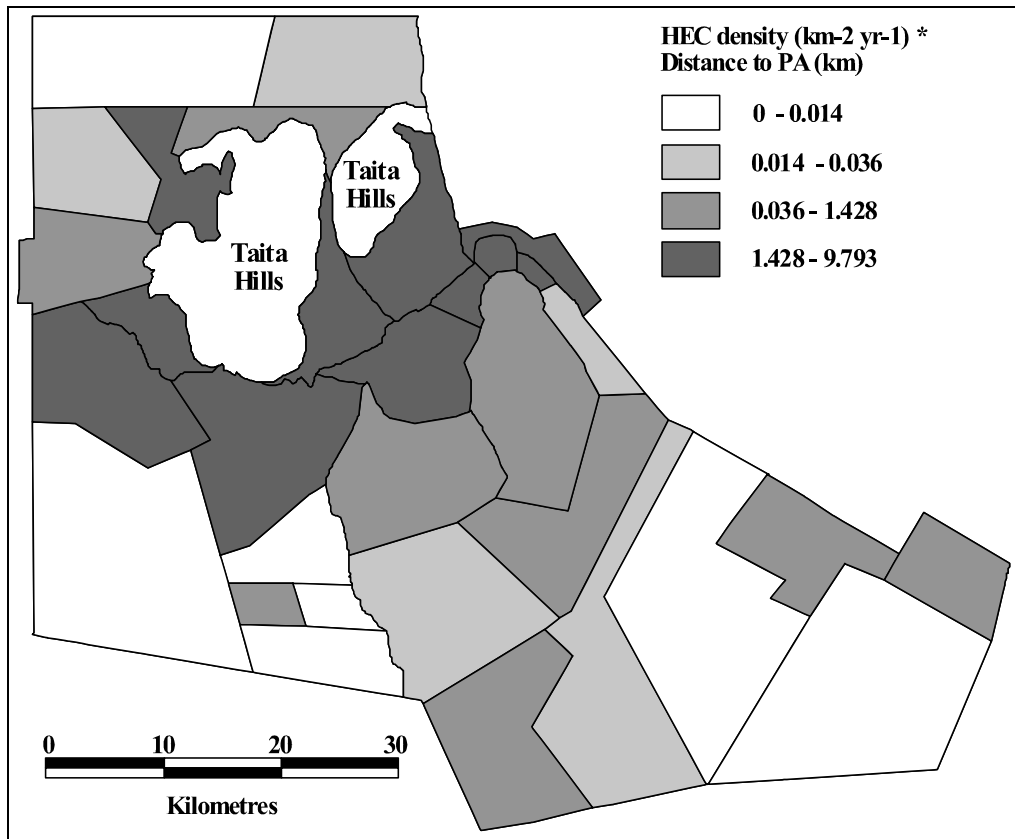 HEC density (km-2 yr-1) *
Distance to PA (km)
0 - 0.014
0.014 - 0.036
0.036 - 1.428
1.428 - 9.793
Taita
Hills
Taita
Hills
0 10 20 30
Kilometres